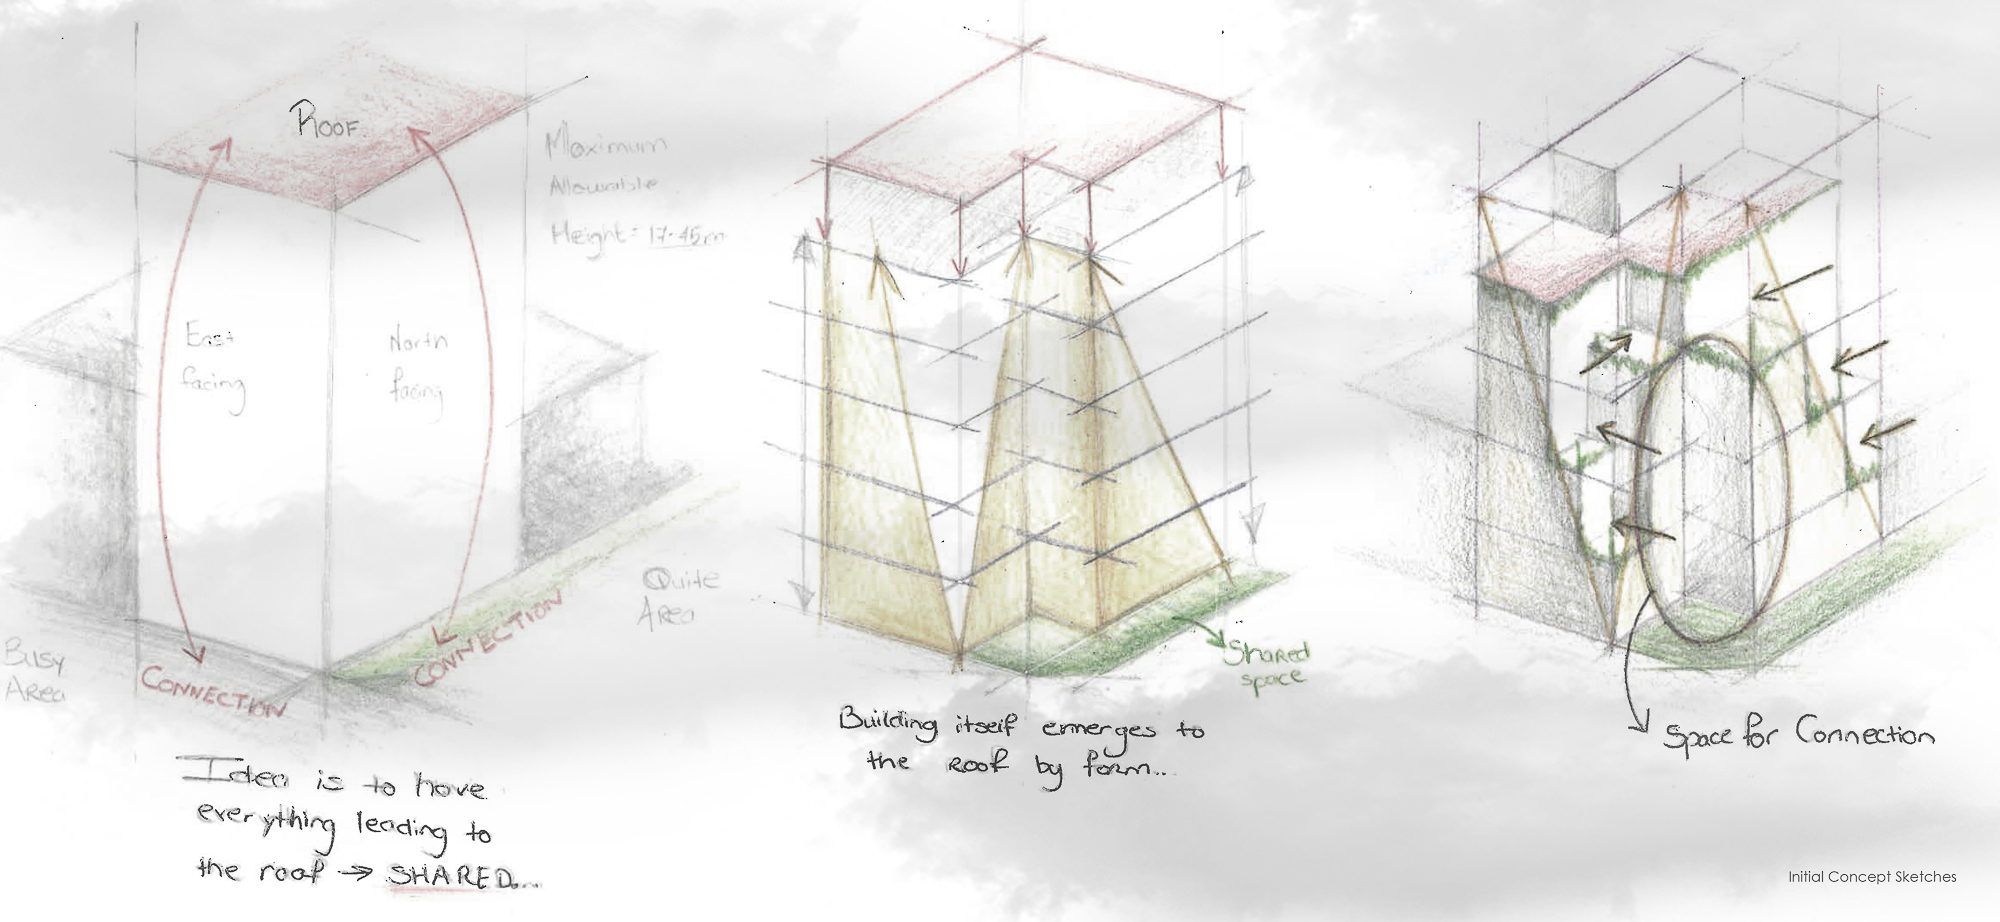 ROOF.
Maximum
Allowable
Height = 17.45m
East
facing
North
facing
Quite
Area
Busy
Area
CONNECTION
CONNECTION
Idea is to have
everything leading to
the roof → SHARED...
Shared
space
Building itself emerges to
the roof by form..
Space for Connection
Initial Concept Sketches